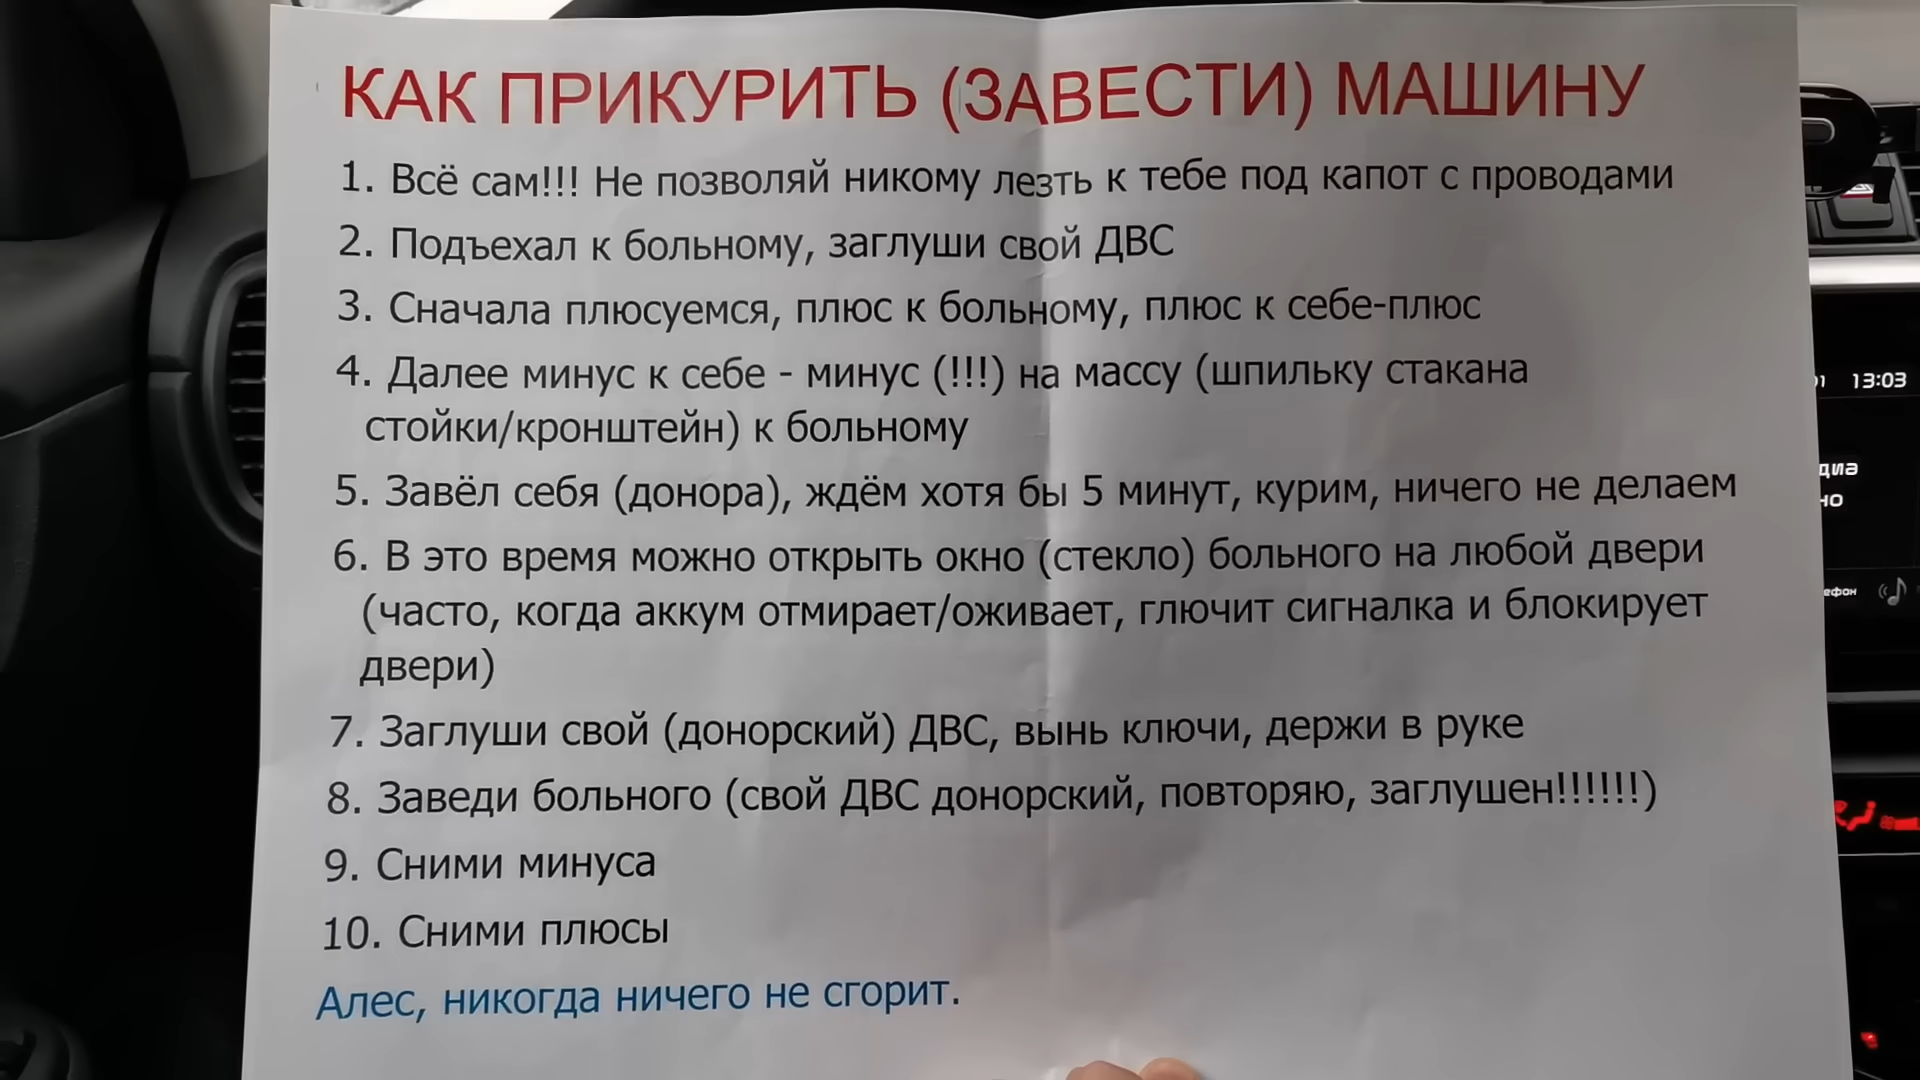 КАК ПРИКУРИТЬ (ЗАВЕСТИ) МАШИНУ
1. Всё сам!!! Не позволяй никому лезть к тебе под капот с проводами
2. Подъехал к больному, заглуши свой ДВС
3. Сначала плюсуемся, плюс к больному, плюс к себе-плюс
4. Далее минус к себе - минус (!!!) на массу (шпильку стакана
стойки/кронштейн) к больному
5. Завёл себя (донора), ждём хотя бы 5 минут, курим, ничего не делаем
6. В это время можно открыть окно (стекло) больного на любой двери
(часто, когда аккум отмирает/оживает, глючит сигналка и блокирует
двери)
7. Заглуши свой (донорский) ДВС, вынь ключи, держи в руке
8. Заведи больного (свой ДВС донорский, повторяю, заглушен!!!!!!)
9. Сними минуса
10. Сними плюсы
Алес, никогда ничего не сгорит.
13:03